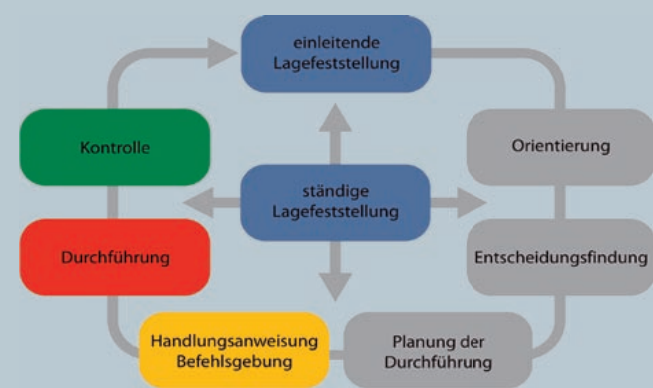 einleitende
Lagefeststellung
Kontrolle
Orientierung
ständige
Lagefeststellung
Durchführung
Entscheidungsfindung
Handlungsanweisung
Befehlsgebung
Planung der
Durchführung